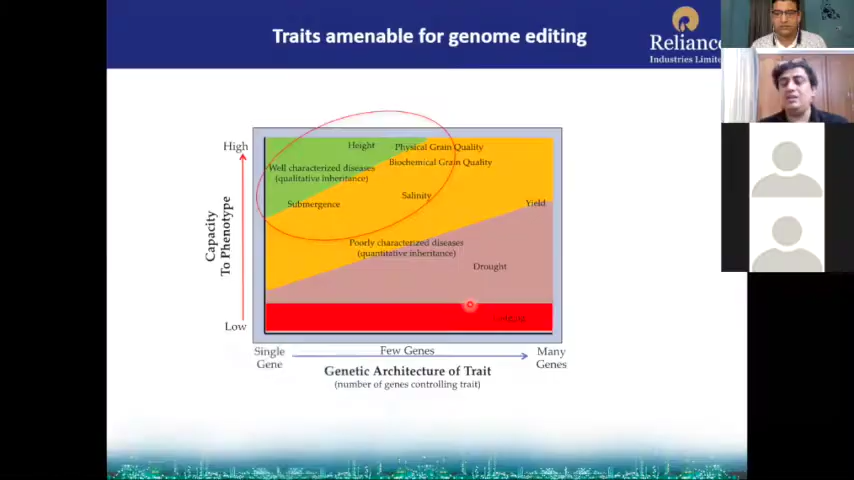 Traits amenable for genome editing
Reliance
Industries Limite
High
Height
Physical Grain Quality
Biochemical Grain Quality
Well characterized diseases
(qualitative inheritance)
Salinity
Submergence
Yield
Capacity
To Phenotype
Poorly characterized diseases
(quantitative inheritance)
Drought
Low
Single
Gene
Few Genes
Many
Genes
Genetic Architecture of Trait
(number of genes controlling trait)